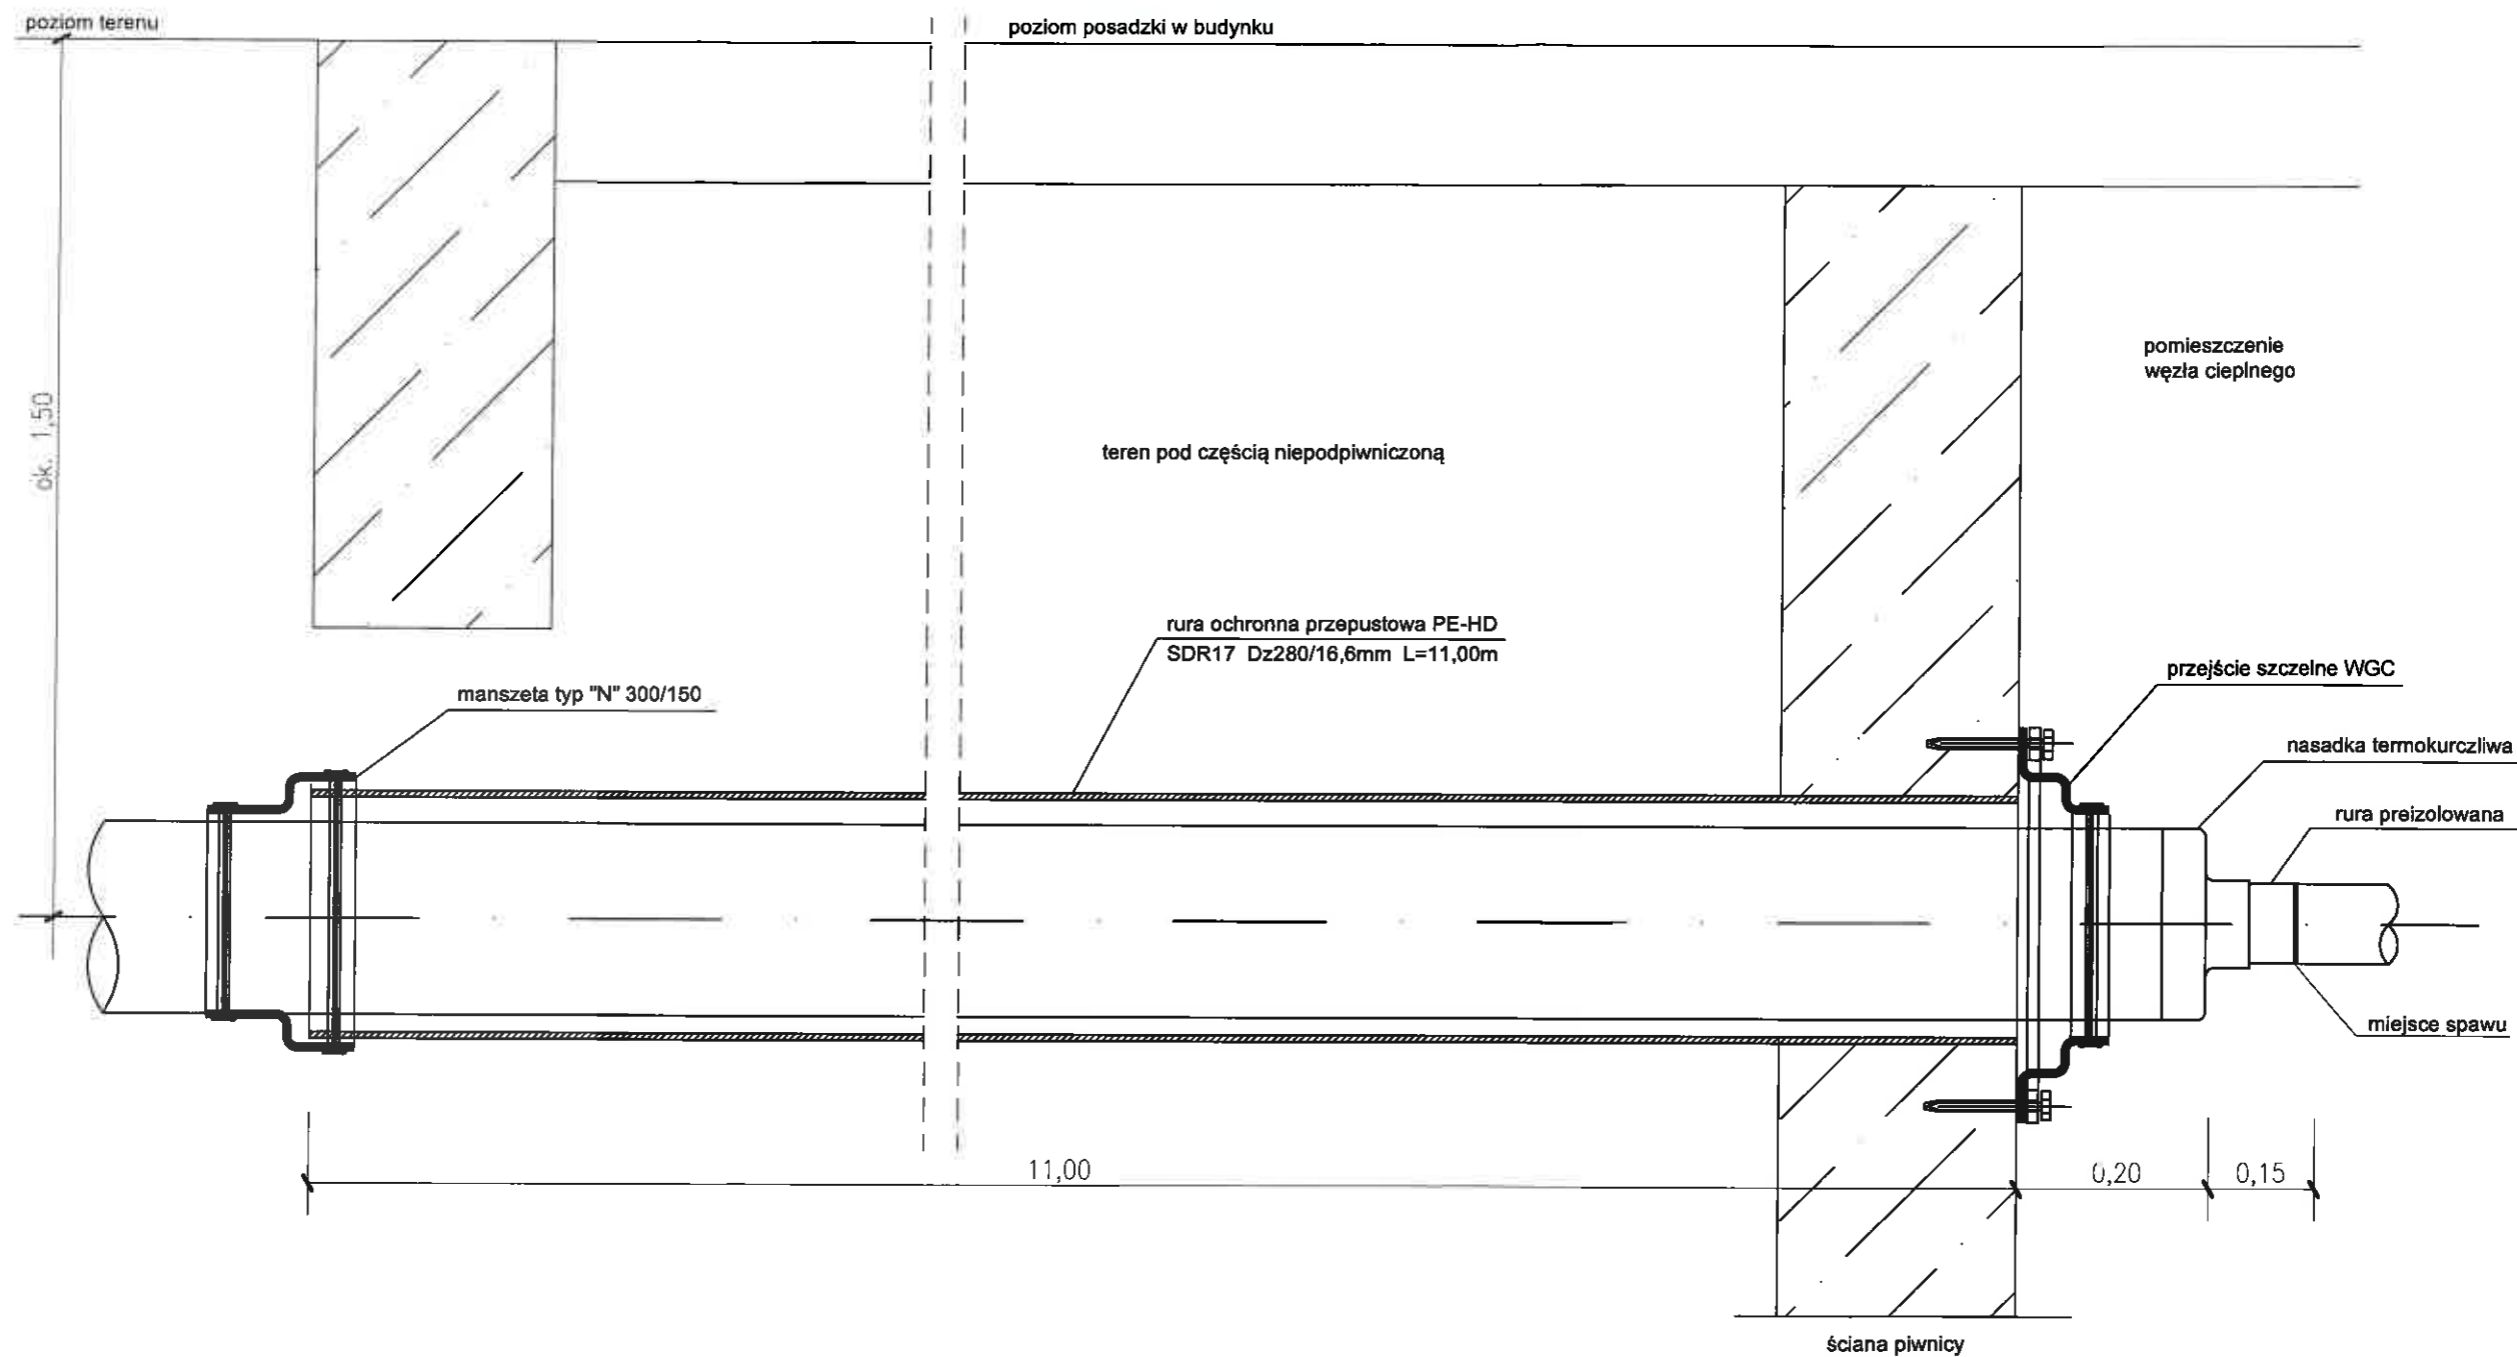 poziom terenu
poziom posadzki w budynku
pomieszczenie
węzła cieplnego
ok. 1,50
teren pod częścią niepodpiwniczoną
rura ochronna przepustowa PE-HD
SDR17 Dz280/16,6mm L=11,00m
przejście szczelne WGC
manszeta typ "N" 300/150
nasadka termokurczliwa
rura preizolowana
miejsce spawu
11,00
0,20
0,15
ściana piwnicy